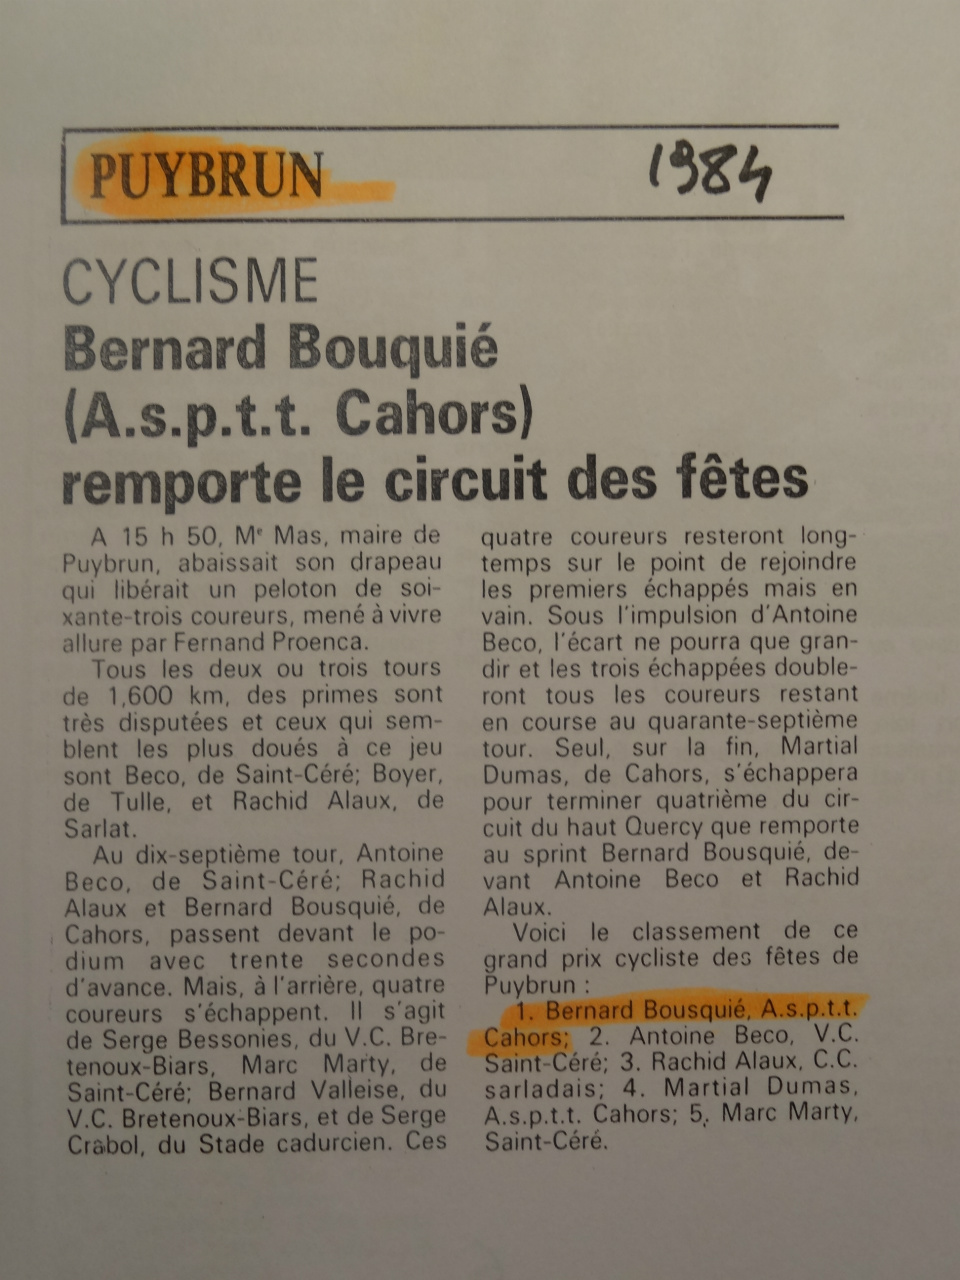 PUYBRUN
1984
CYCLISME
Bernard Bouquié
(A.s.p.t.t. Cahors)
remporte le circuit des fêtes
A 15 h 50, Mᵉ Mas, maire de
Puybrun, abaissait son drapeau
qui libérait un peloton de soi-
xante-trois coureurs, mené à vivre
allure par Fernand Proenca.
Tous les deux ou trois tours
de 1,600 km, des primes sont
très disputées et ceux qui sem-
blent les plus doués à ce jeu
sont Beco, de Saint-Céré; Boyer,
de Tulle, et Rachid Alaux, de
Sarlat.
Au dix-septième tour, Antoine
Beco, de Saint-Céré; Rachid
Alaux et Bernard Bousquié, de
Cahors, passent devant le po-
dium avec trente secondes
d'avance. Mais, à l'arrière, quatre
coureurs s'échappent. Il s'agit
de Serge Bessonies, du V.C. Bre-
tenoux-Biars, Marc Marty, de
Saint-Céré; Bernard Valleise, du
V.C. Bretenoux-Biars, et de Serge
Crabol, du Stade cadurcien. Ces
quatre coureurs resteront long-
temps sur le point de rejoindre
les premiers échappés mais en
vain. Sous l'impulsion d'Antoine
Beco, l'écart ne pourra que gran-
dir et les trois échappées double-
ront tous les coureurs restant
en course au quarante-septième
tour. Seul, sur la fin, Martial
Dumas, de Cahors, s'échappera
pour terminer quatrième du cir-
cuit du haut Quercy que remporte
au sprint Bernard Bousquié, de-
vant Antoine Beco et Rachid
Alaux.
Voici le classement de ce
grand prix cycliste des fêtes de
Puybrun :
1. Bernard Bousquié, A.s.p.t.t.
Cahors; 2. Antoine Beco, V.C.
Saint-Céré; 3. Rachid Alaux, C.C.
sarladais; 4. Martial Dumas,
A.s.p.t.t. Cahors; 5. Marc Marty,
Saint-Céré.